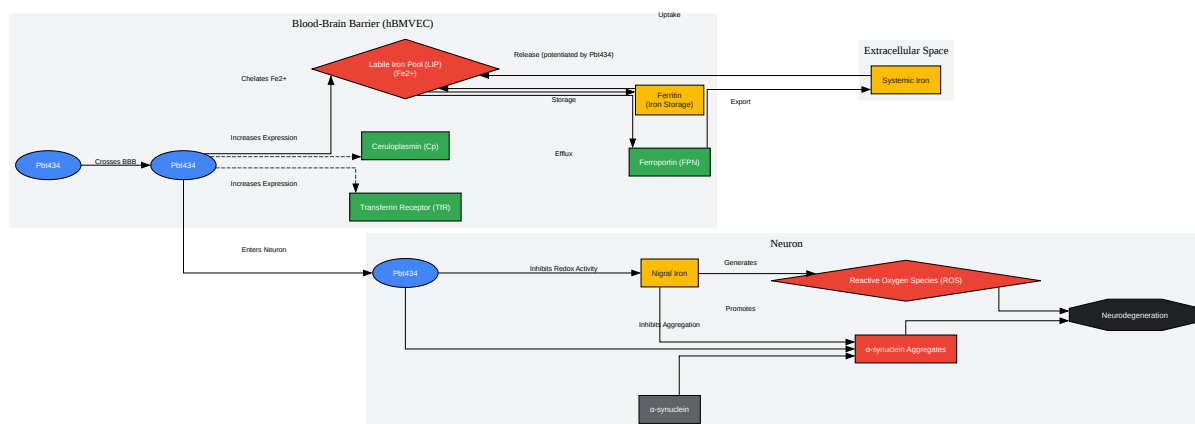 Uptake
Blood-Brain Barrier (hBMVEC)
Extracellular Space
Release (potentiated by Pbt434)
Labile Iron Pool (LIP)
(Fe2+)
Chelates Fe2+
Systemic Iron
Ferritin
(Iron Storage)
Storage
Export
Increases Expression
Ceruloplasmin (Cp)
Efflux
Pbt434
Crosses BBB
Pbt434
Ferroportin (FPN)
Increases Expression
Transferrin Receptor (TfR)
Neuron
Enters Neuron
Pbt434
Inhibits Redox Activity
Nigral Iron
Generates
Reactive Oxygen Species (ROS)
Promotes
Neurodegeneration
Inhibits Aggregation
α-synuclein Aggregates
α-synuclein